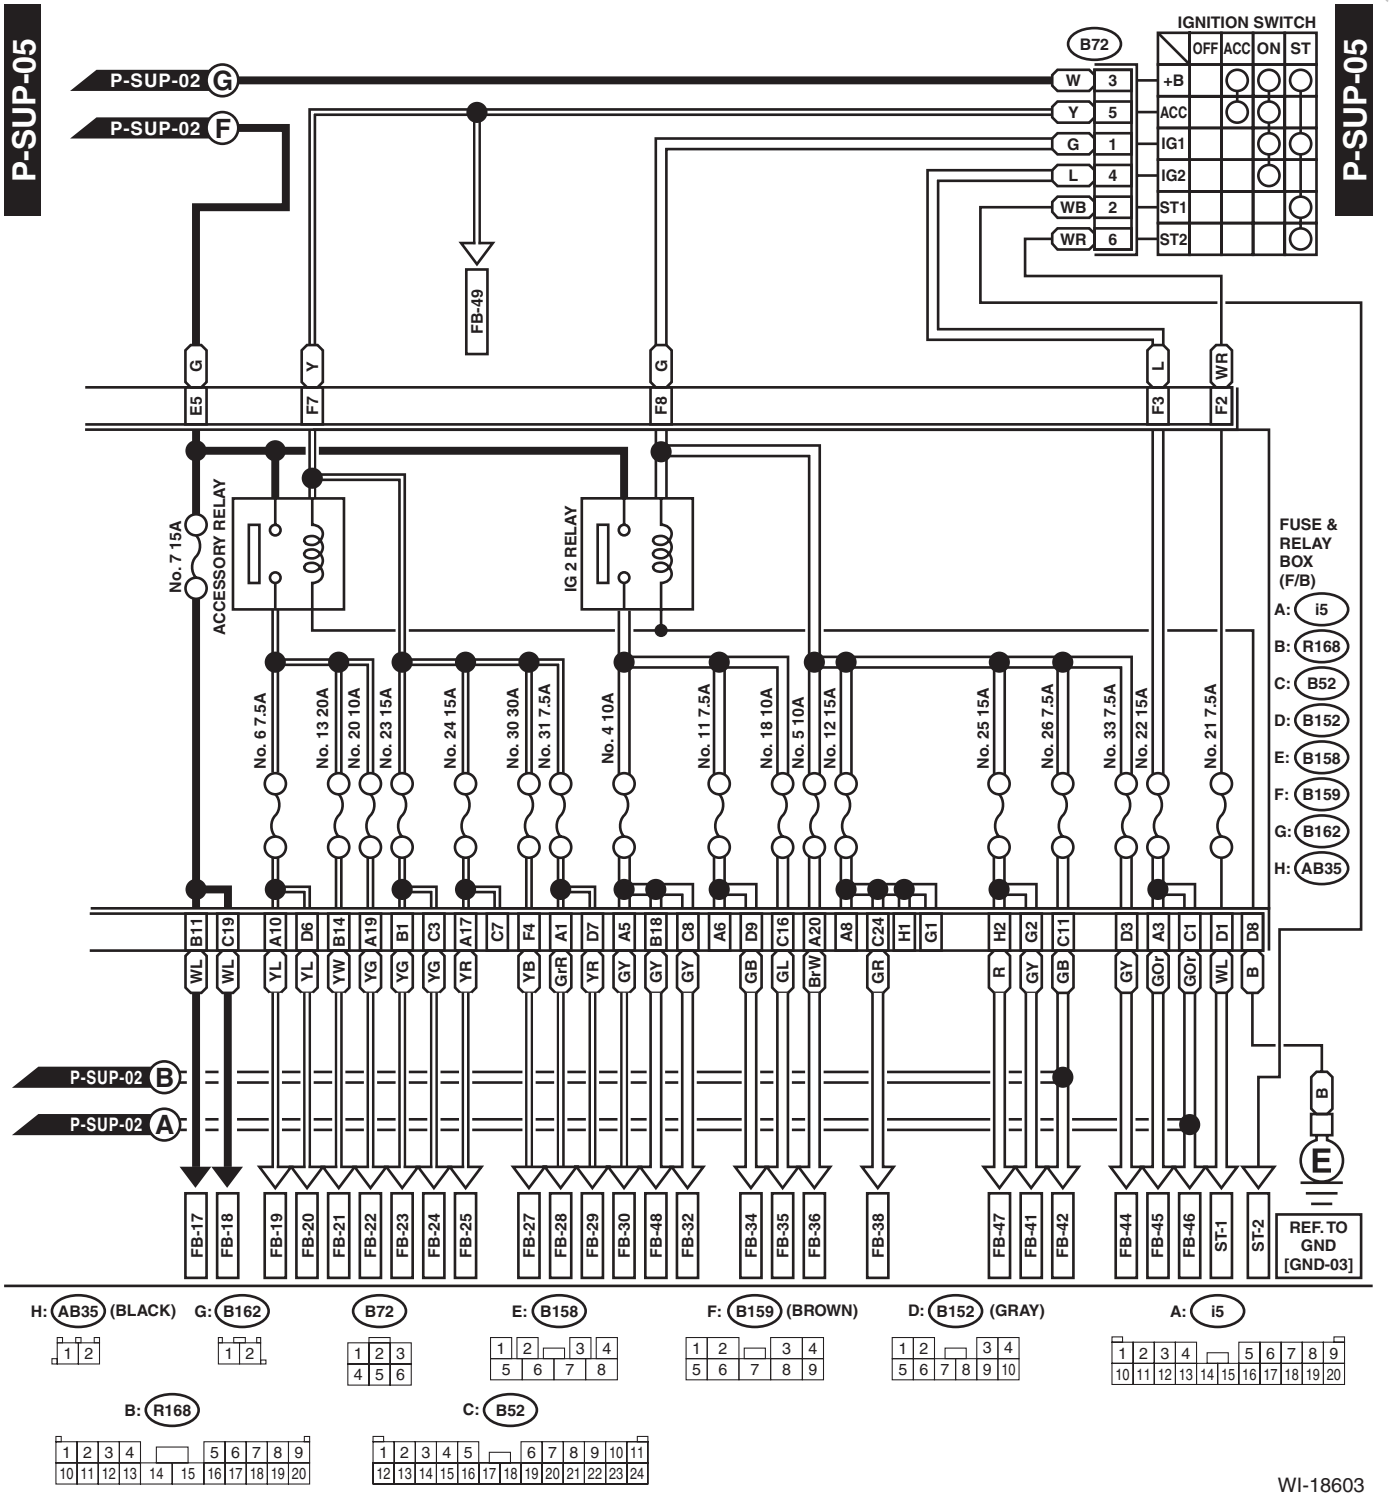 P-SUP-05
P-SUP-05
IGNITION SWITCH
B72
OFF ACC ON ST
P-SUP-02 G
W 3 +B
P-SUP-02 F
Y 5 ACC
G 1 IG1
L 4 IG2
WB 2 ST1
WR 6 ST2
FB-49
G Y G L WR
E5 F7 F8 F3 F2
No. 7 15A
ACCESSORY RELAY
IG 2 RELAY
FUSE &
RELAY
BOX
(F/B)
A: i5
B: R168
C: B52
D: B152
E: B158
F: B159
G: B162
H: AB35
No. 6 7.5A
No. 13 20A
No. 20 10A
No. 23 15A
No. 24 15A
No. 30 30A
No. 31 7.5A
No. 4 10A
No. 11 7.5A
No. 18 10A
No. 5 10A
No. 12 15A
No. 25 15A
No. 26 7.5A
No. 33 7.5A
No. 22 15A
No. 21 7.5A
B11 C19 A10 D6 B14 A19 B1 C3 A17 C7 F4 A1 D7 A5 B18 C8 A6 D9 C16 A20 A8 C24 H1 G1 H2 G2 C11 D3 A3 C1 D1 D8
WL WL YL YL YW YrG YG YG YR YB GrR YR GY GY GY GB GL BrW GR R GY GB GY GOr GOr WL B
P-SUP-02 B
B
P-SUP-02 A
E
FB-17 FB-18 FB-19 FB-20 FB-21 FB-22 FB-23 FB-24 FB-25 FB-27 FB-28 FB-29 FB-30 FB-48 FB-32 FB-34 FB-35 FB-36 FB-38 FB-47 FB-41 FB-42 FB-44 FB-45 FB-46 ST-1 ST-2
REF. TO
GND
[GND-03]
H: AB35 (BLACK) G: B162 B72 E: B158 F: B159 (BROWN) D: B152 (GRAY) A: i5
1 2
1 2
1 2 3
4 5 6
1 2 3 4
5 6 7 8
1 2 3 4
5 6 7 8 9
1 2 3 4
5 6 7 8 9 10
1 2 3 4 5 6 7 8 9
10 11 12 13 14 15 16 17 18 19 20
B: R168 C: B52
1 2 3 4 5 6 7 8 9
10 11 12 13 14 15 16 17 18 19 20
1 2 3 4 5 6 7 8 9 10 11
12 13 14 15 16 17 18 19 20 21 22 23 24
WI-18603